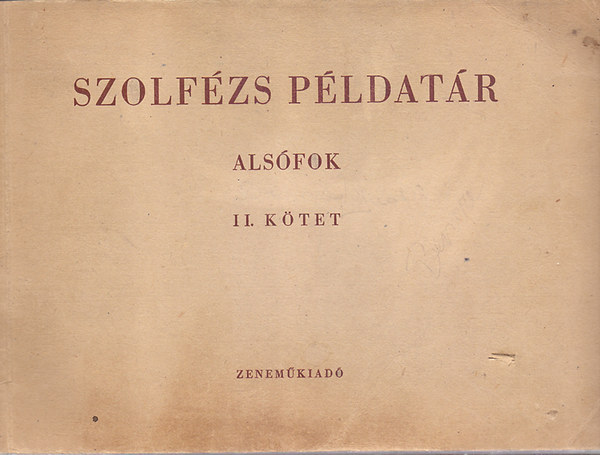 SZOLFÉZS PÉLDATÁR
ALSÓFOK
II. KÖTET
ZENEMŰKIADÓ